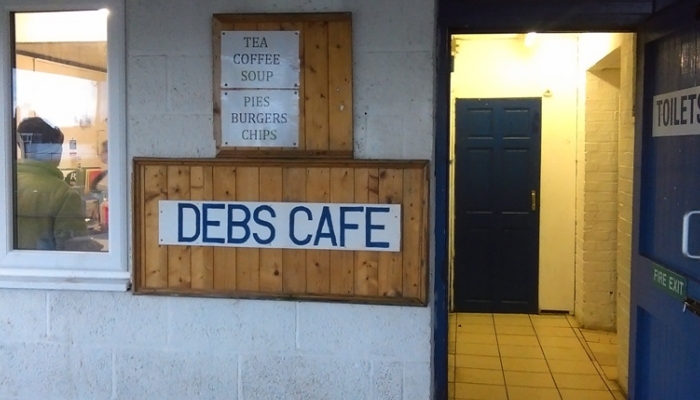 TEA
COFFEE
SOUP
PIES
BURGERS
CHIPS
DEBS CAFE
TOILETS
FIRE EXIT